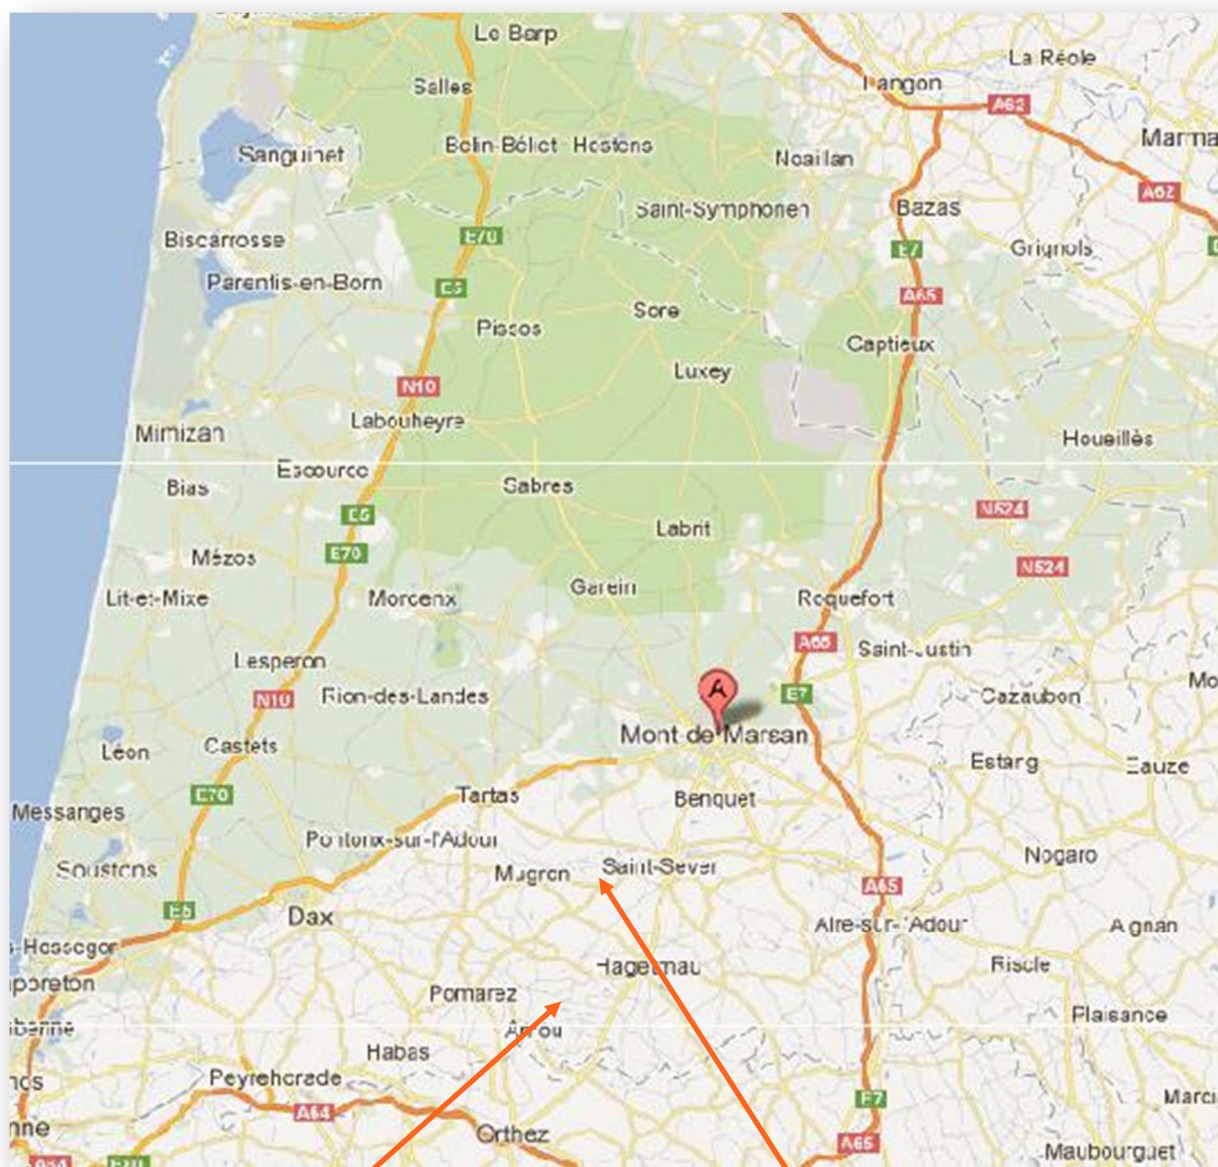 Le Barp
La Réole
Salles
Langon
A62
Sanguinet
Belin-Béliet
Hostens
Noaillan
A62
Saint-Symphorien
Bazas
Biscarrosse
E70
E7
Grignols
Parentis-en-Born
E5
A65
Sore
Pissos
Captieux
Luxey
N10
Labouheyre
Mimizan
Houeillès
Escource
Bias
Sabres
E5
N524
Labrit
Mézos
E70
N524
Garein
Lit-et-Mixe
Morcenx
Roquefort
A65
Saint-Justin
Lesperon
N10
Rion-des-Landes
A
E7
Cazaubon
Mont de Marsan
Léon
Castets
Estang
Eauze
E70
Tartas
Benquet
Messanges
Pontonx-sur-l'Adour
Nogaro
Soustons
Mugron
Saint-Sever
A65
E5
Dax
Aire-sur-l'Adour
Aignan
s-Hossegor
Hagetmau
Riscle
pbreton
Pomarez
Plaisance
benne
Amou
Habas
Peyrehorade
E7
A64
Orthez
A65
Maubourguet